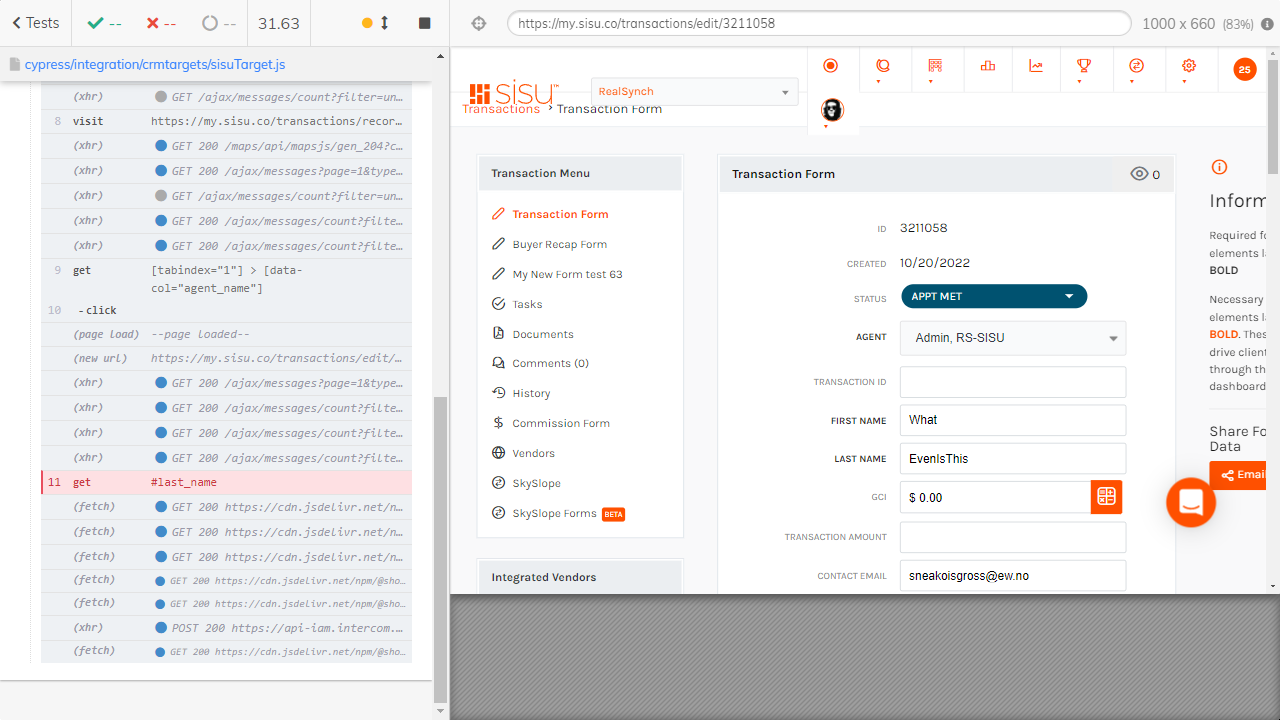 Tests
--
--
--
31.63
https://my.sisu.co/transactions/edit/3211058
1000 x 660 (83%)
cypress/integration/crmtargets/sisuTarget.js
(xhr) GET /ajax/messages/count?filter=un…
8 visit https://my.sisu.co/transactions/recor…
(xhr) GET 200 /maps/api/mapsjs/gen_204?c…
(xhr) GET 200 /ajax/messages?page=1&type…
(xhr) GET /ajax/messages/count?filter=un…
(xhr) GET 200 /ajax/messages/count?filte…
(xhr) GET 200 /ajax/messages/count?filte…
9 get [tabindex="1"] > [data-
col="agent_name"]
10 -click
(page load) --page loaded--
(new url) https://my.sisu.co/transactions/edit/…
(xhr) GET 200 /ajax/messages?page=1&type…
(xhr) GET 200 /ajax/messages/count?filte…
(xhr) GET 200 /ajax/messages/count?filte…
(xhr) GET 200 /ajax/messages/count?filte…
11 get #last_name
(fetch) GET 200 https://cdn.jsdelivr.net/n…
(fetch) GET 200 https://cdn.jsdelivr.net/n…
(fetch) GET 200 https://cdn.jsdelivr.net/n…
(fetch) GET 200 https://cdn.jsdelivr.net/npm/@sho…
(fetch) GET 200 https://cdn.jsdelivr.net/npm/@sho…
(xhr) POST 200 https://api-iam.intercom.…
(fetch) GET 200 https://cdn.jsdelivr.net/npm/@sho…
sisu™
RealSynch
25
Transactions > Transaction Form
Transaction Menu
Transaction Form
Buyer Recap Form
My New Form test 63
Tasks
Documents
Comments (0)
History
Commission Form
Vendors
SkySlope
SkySlope Forms BETA
Integrated Vendors
Transaction Form
0
ID 3211058
CREATED 10/20/2022
STATUS APPT MET
AGENT Admin, RS-SISU
TRANSACTION ID
FIRST NAME What
LAST NAME EvenIsThis
GCI $ 0.00
TRANSACTION AMOUNT
CONTACT EMAIL sneakoisgross@ew.no
Inform
Required fo
elements la
BOLD
Necessary
elements la
BOLD. Thes
drive client
through th
dashboard
Share Fo
Data
Email